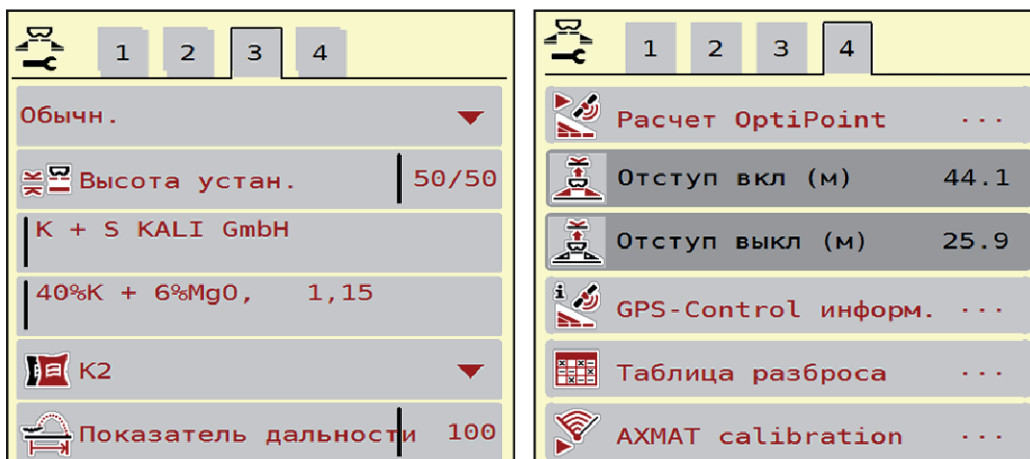 1 2 3 4
Обычн.
Высота устан. 50/50
K + S KALI GmbH
40%K + 6%MgO, 1,15
K2
Показатель дальности 100
1 2 3 4
Расчет OptiPoint ...
Отступ вкл (м) 44.1
Отступ выкл (м) 25.9
GPS-Control информ. ...
Таблица разброса ...
AXMAT calibration ...